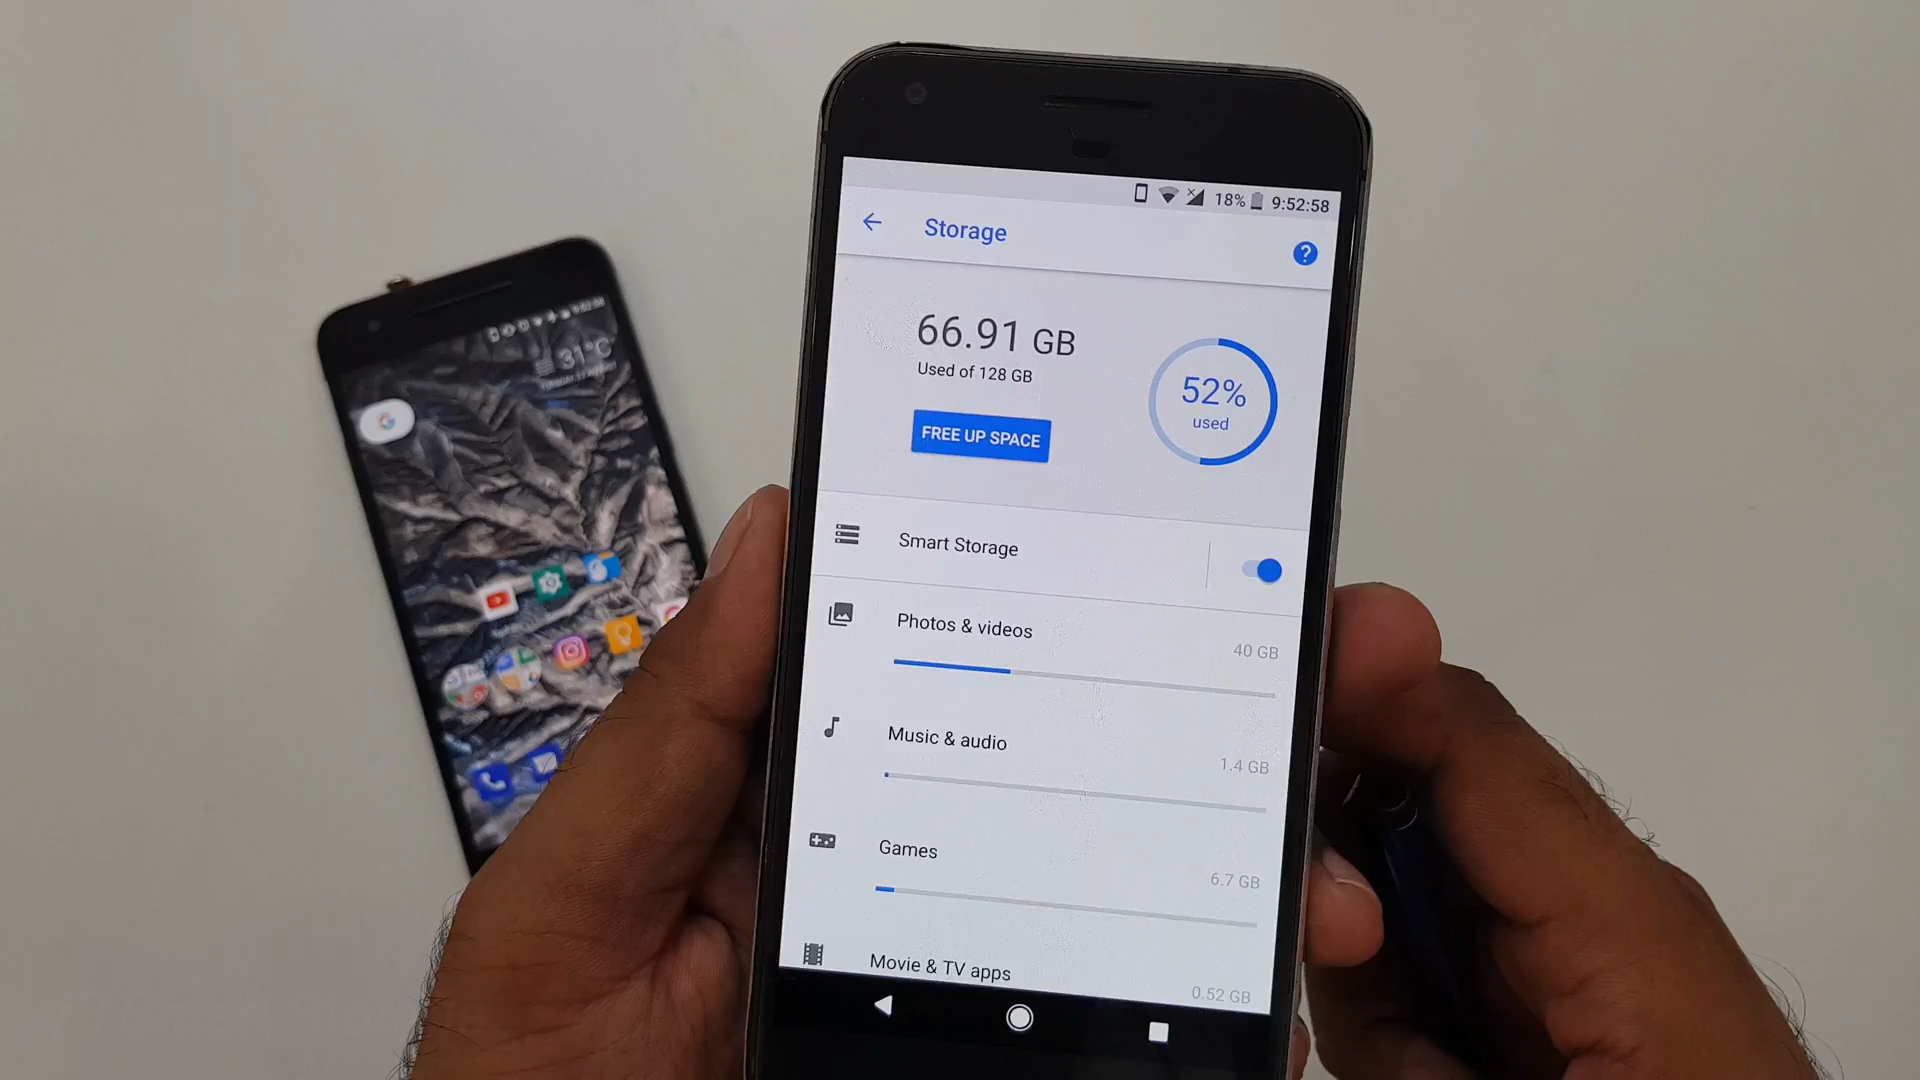 18% 9:52:58
Storage
?
66.91 GB
Used of 128 GB
52%
used
FREE UP SPACE
Smart Storage
Photos & videos
40 GB
Music & audio
1.4 GB
Games
6.7 GB
Movie & TV apps
0.52 GB
31°C
G